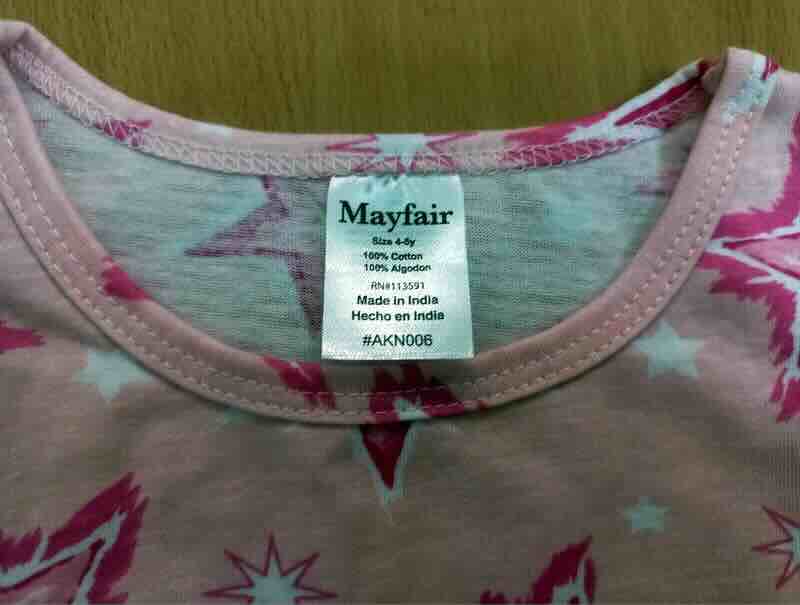 Mayfair
Size 4-5y
100% Cotton
100% Algodon
RN#113591
Made in India
Hecho en India
#AKN006